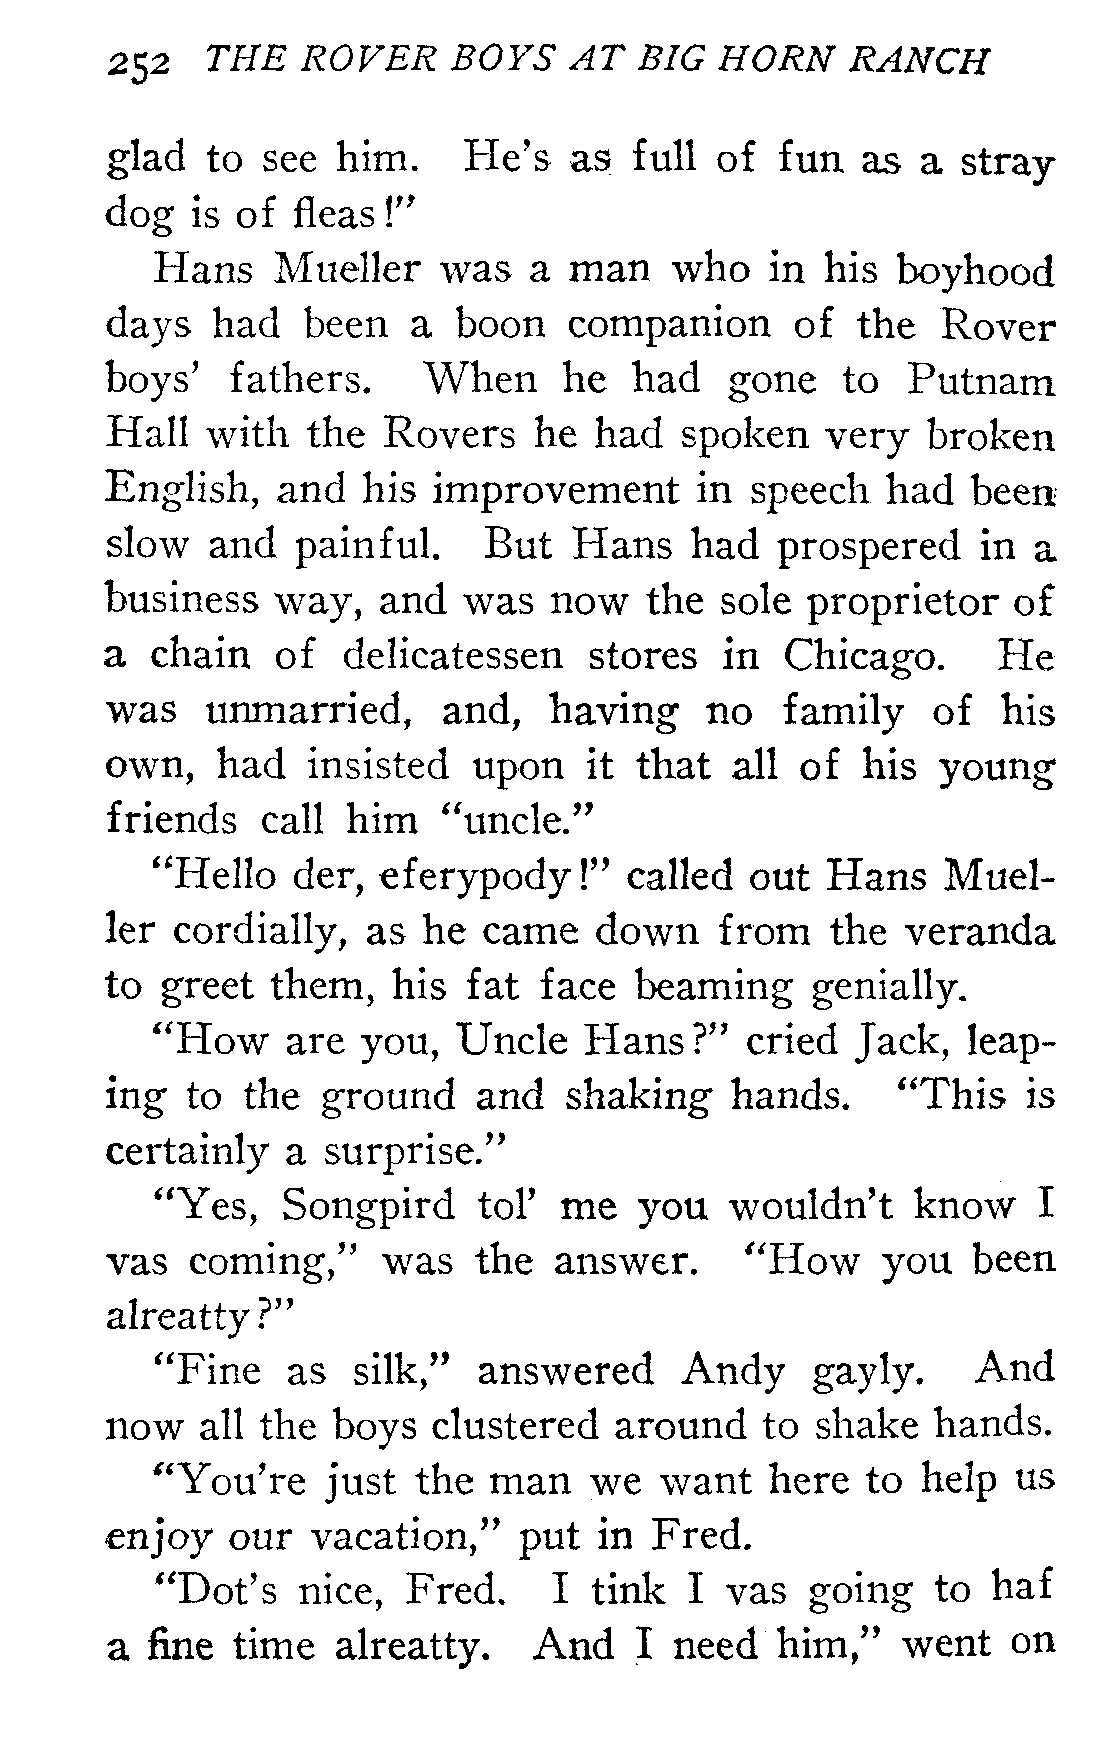 252 THE ROVER BOYS AT BIG HORN RANCH
glad to see him. He's as full of fun as a stray
dog is of fleas!"
Hans Mueller was a man who in his boyhood
days had been a boon companion of the Rover
boys' fathers. When he had gone to Putnam
Hall with the Rovers he had spoken very broken
English, and his improvement in speech had been
slow and painful. But Hans had prospered in a
business way, and was now the sole proprietor of
a chain of delicatessen stores in Chicago. He
was unmarried, and, having no family of his
own, had insisted upon it that all of his young
friends call him "uncle."
"Hello der, eferypody!" called out Hans Muel-
ler cordially, as he came down from the veranda
to greet them, his fat face beaming genially.
"How are you, Uncle Hans?" cried Jack, leap-
ing to the ground and shaking hands. "This is
certainly a surprise."
"Yes, Songpird tol' me you wouldn't know I
vas coming," was the answer. "How you been
alreatty?"
"Fine as silk," answered Andy gayly. And
now all the boys clustered around to shake hands.
"You're just the man we want here to help us
enjoy our vacation," put in Fred.
"Dot's nice, Fred. I tink I vas going to haf
a fine time alreatty. And I need him," went on